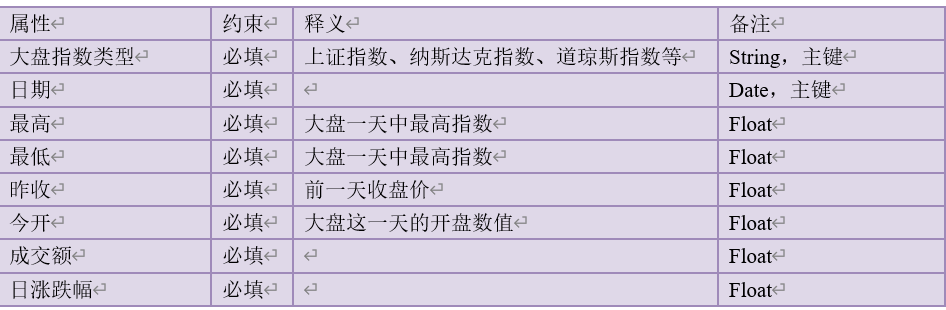 属性 约束 释义 备注
大盘指数类型 必填 上证指数、纳斯达克指数、道琼斯指数等 String，主键
日期 必填 Date，主键
最高 必填 大盘一天中最高指数 Float
最低 必填 大盘一天中最高指数 Float
昨收 必填 前一天收盘价 Float
今开 必填 大盘这一天的开盘数值 Float
成交额 必填 Float
日涨跌幅 必填 Float